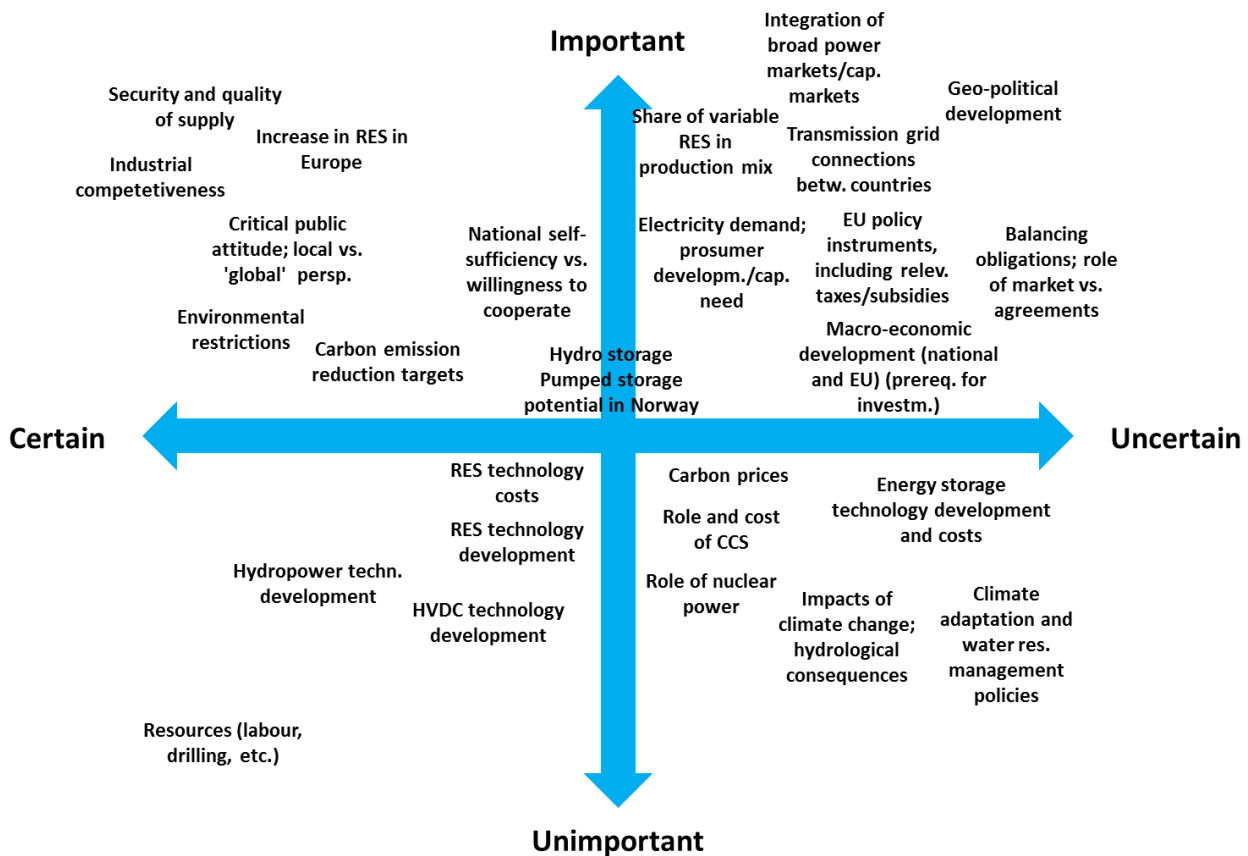 Important
Integration of
broad power
markets/cap.
markets
Geo-political
development
Security and quality
of supply
Increase in RES in
Europe
Industrial
competetiveness
Share of variable
RES in
production mix
Transmission grid
connections
betw. countries
Critical public
attitude; local vs.
'global' persp.
National self-
sufficiency vs.
willingness to
cooperate
Electricity demand;
prosumer
developm./cap.
need
EU policy
instruments,
including relev.
taxes/subsidies
Balancing
obligations; role
of market vs.
agreements
Environmental
restrictions
Carbon emission
reduction targets
Hydro storage
Pumped storage
potential in Norway
Macro-economic
development (national
and EU) (prereq. for
investm.)
Certain
Uncertain
RES technology
costs
Carbon prices
Energy storage
technology development
and costs
RES technology
development
Role and cost
of CCS
Hydropower techn.
development
HVDC technology
development
Role of nuclear
power
Impacts of
climate change;
hydrological
consequences
Climate
adaptation and
water res.
management
policies
Resources (labour,
drilling, etc.)
Unimportant